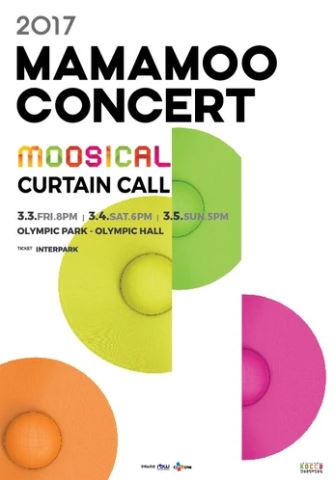 2017
MAMAMOO
CONCERT
MOOSICAL
CURTAIN CALL
3.3.FRI.8PM | 3.4.SAT.6PM | 3.5.SUN.5PM
OLYMPIC PARK - OLYMPIC HALL
TICKET INTERPARK